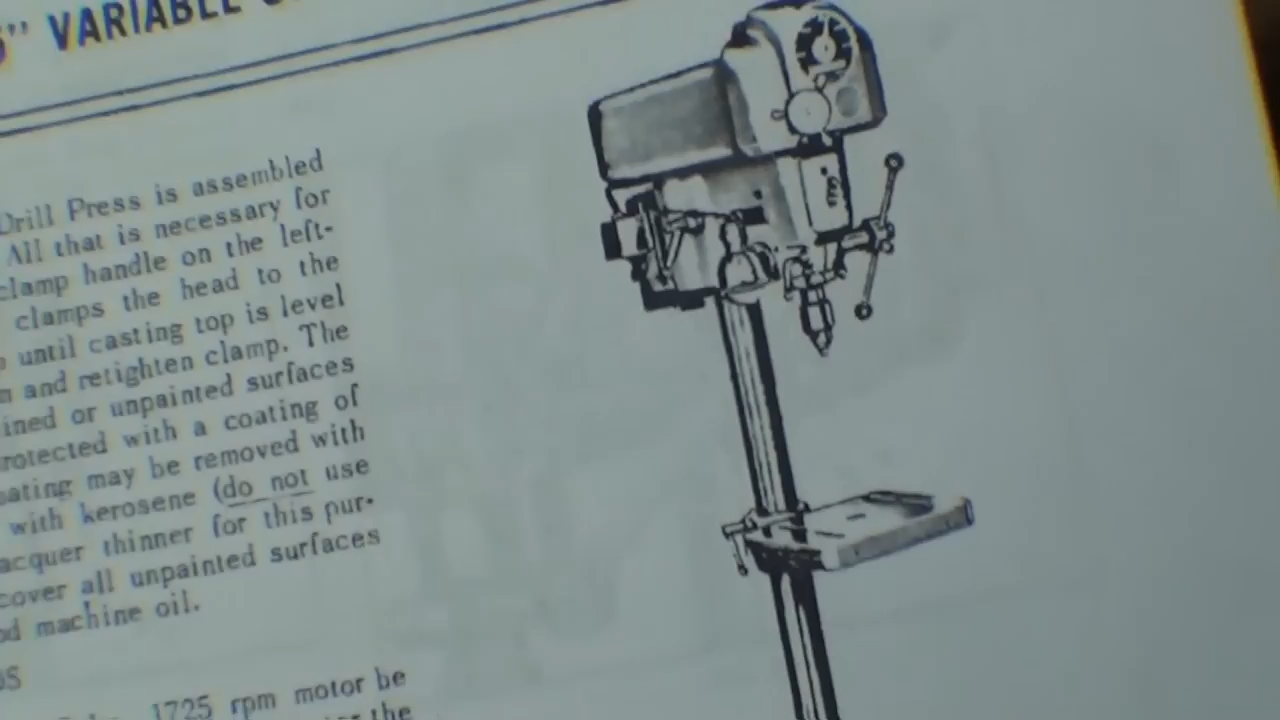 VARIABLE
Drill Press is assembled
All that is necessary for
clamp handle on the left-
clamps the head to the
until casting top is level
and retighten clamp. The
ined or unpainted surfaces
rotected with a coating of
oating may be removed with
with kerosene (do not use
acquer thinner for this pur-
cover all unpainted surfaces
od machine oil.
1725 rpm motor be
the